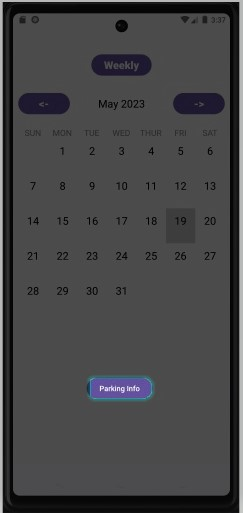 3:37
Weekly
<- May 2023 ->
SUN MON TUE WED THUR FRI SAT
1 2 3 4 5 6
7 8 9 10 11 12 13
14 15 16 17 18 19 20
21 22 23 24 25 26 27
28 29 30 31
Parking Info